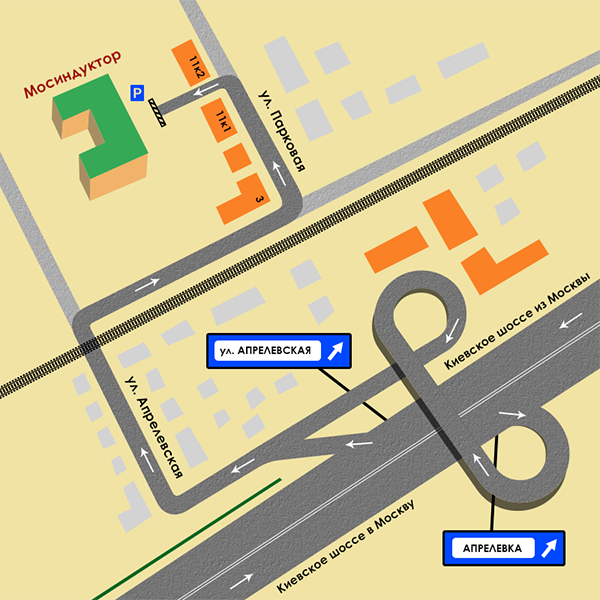 11к2
Мосиндуктор
P
ул. Парковая
11к1
3
Киевское шоссе из Москвы
ул. АПРЕЛЕВСКАЯ
ул. Апрелевская
АПРЕЛЕВКА
Киевское шоссе в Москву